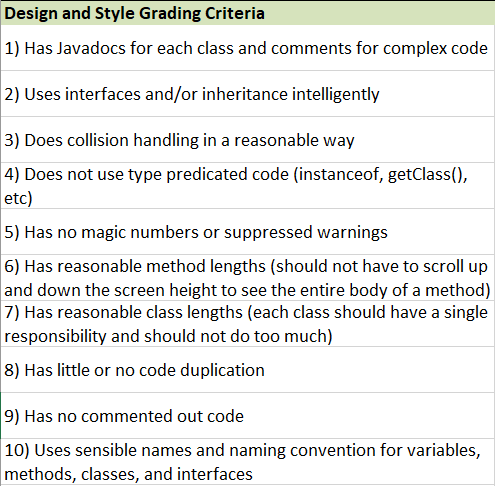 Design and Style Grading Criteria
1) Has Javadocs for each class and comments for complex code
2) Uses interfaces and/or inheritance intelligently
3) Does collision handling in a reasonable way
4) Does not use type predicated code (instanceof, getClass(),
etc)
5) Has no magic numbers or suppressed warnings
6) Has reasonable method lengths (should not have to scroll up
and down the screen height to see the entire body of a method)
7) Has reasonable class lengths (each class should have a single
responsibility and should not do too much)
8) Has little or no code duplication
9) Has no commented out code
10) Uses sensible names and naming convention for variables,
methods, classes, and interfaces